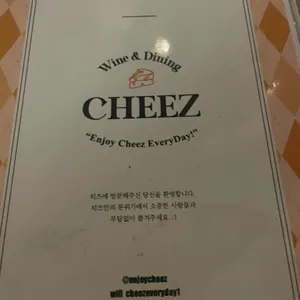 Wine & Dining
CHEEZ
"Enjoy Cheez EveryDay!"
치즈에 방문해주신 당신을 환영합니다.
치즈만의 분위기에서 소중한 사람들과
부담없이 즐겨주세요 :)
@enjoycheez
wifi_cheezeveryday1